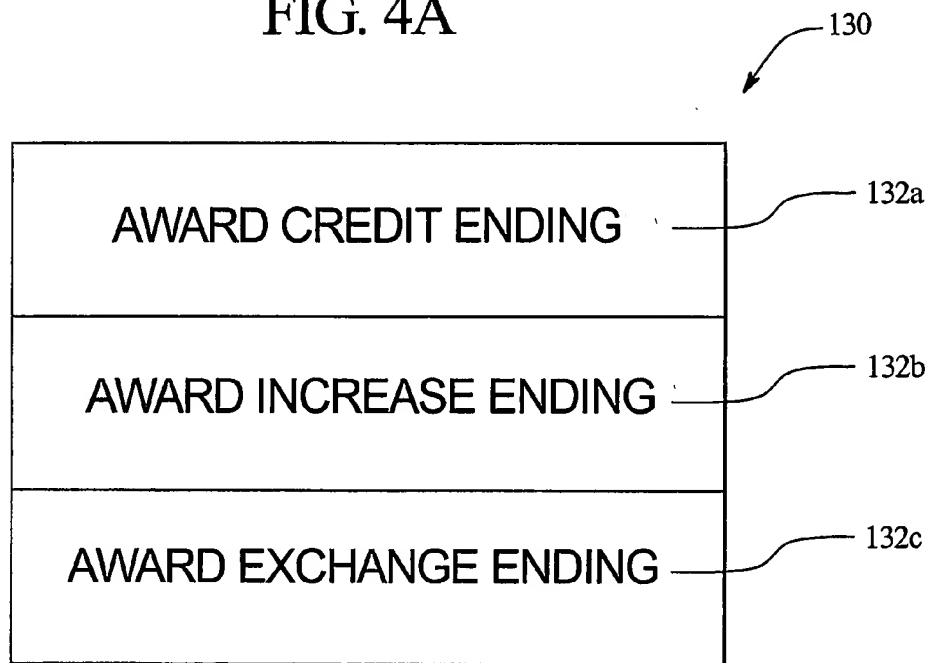 FIG. 4A
130
AWARD CREDIT ENDING
132a
AWARD INCREASE ENDING
132b
AWARD EXCHANGE ENDING
132c